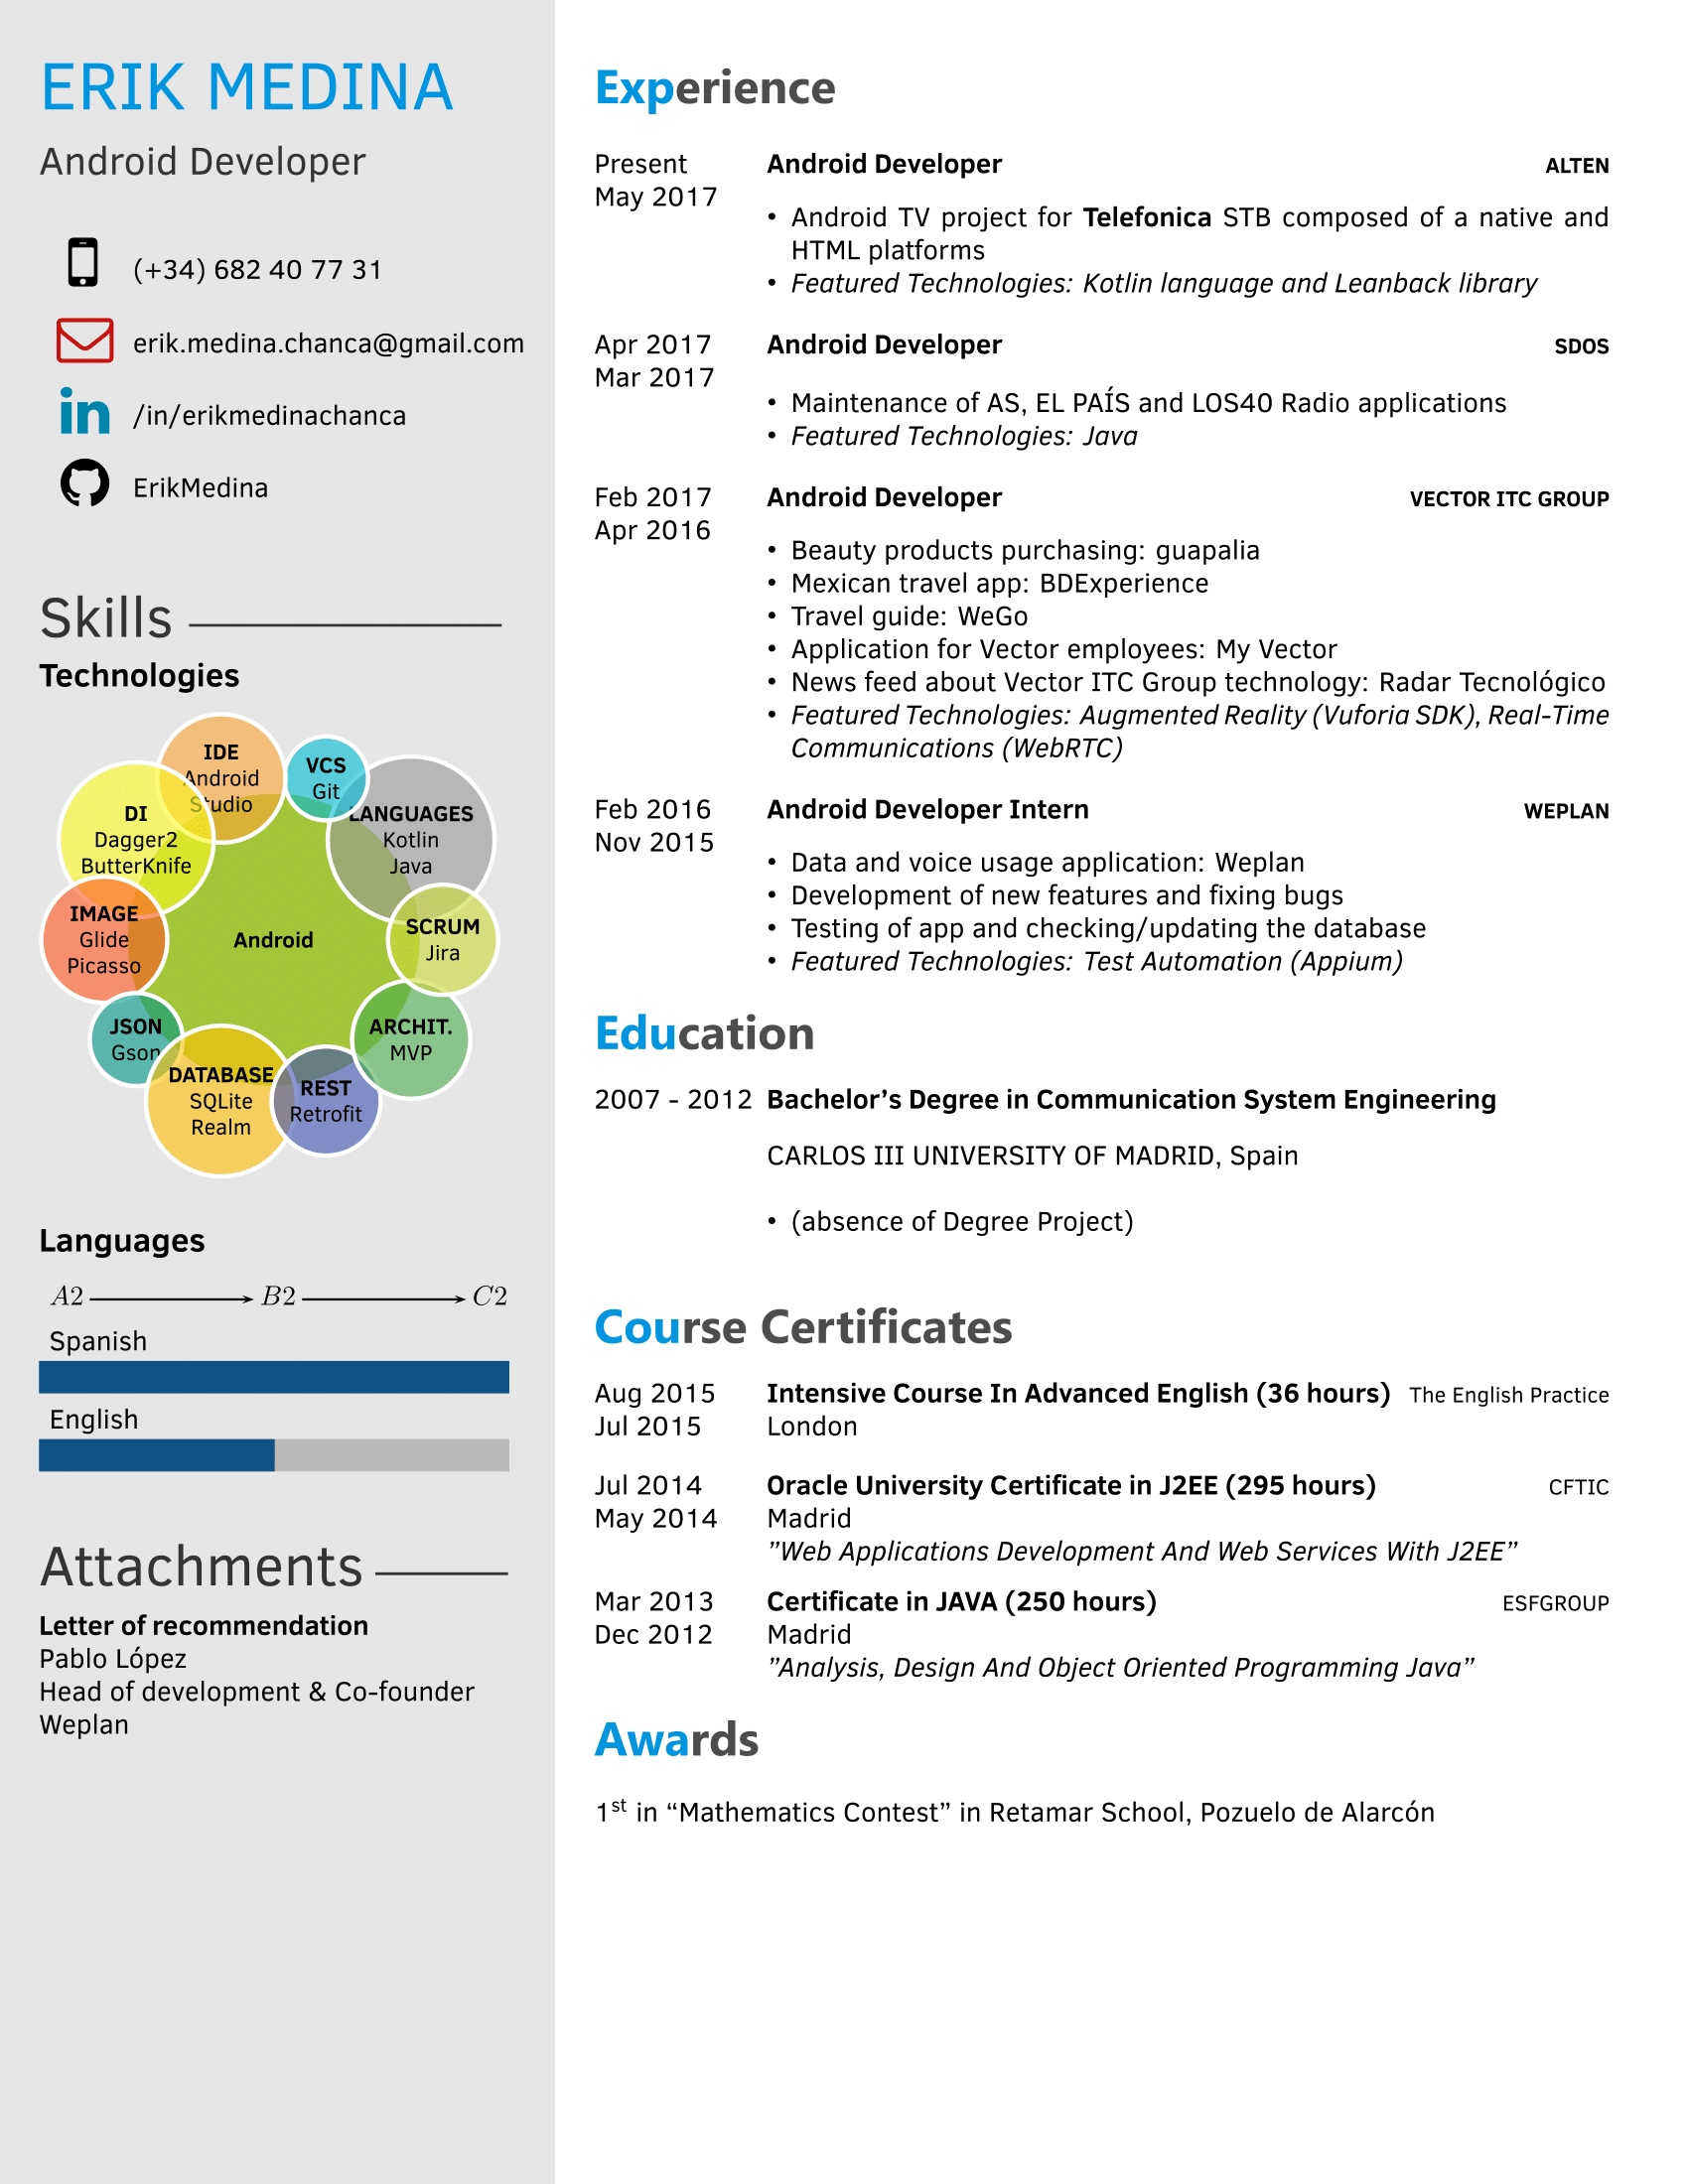 ERIK MEDINA
Android Developer
(+34) 682 40 77 31
erik.medina.chanca@gmail.com
in /in/erikmedinachanca
ErikMedina
Skills
Technologies
IDE
Android
Studio
VCS
Git
LANGUAGES
Kotlin
Java
DI
Dagger2
ButterKnife
IMAGE
Glide
Picasso
Android
SCRUM
Jira
JSON
Gson
ARCHIT.
MVP
DATABASE
SQLite
Realm
REST
Retrofit
Languages
A2 B2 C2
Spanish
English
Attachments
Letter of recommendation
Pablo López
Head of development & Co-founder
Weplan
Experience
Present Android Developer ALTEN
May 2017
• Android TV project for Telefonica STB composed of a native and
HTML platforms
• Featured Technologies: Kotlin language and Leanback library
Apr 2017 Android Developer SDOS
Mar 2017
• Maintenance of AS, EL PAÍS and LOS40 Radio applications
• Featured Technologies: Java
Feb 2017 Android Developer VECTOR ITC GROUP
Apr 2016
• Beauty products purchasing: guapalia
• Mexican travel app: BDExperience
• Travel guide: WeGo
• Application for Vector employees: My Vector
• News feed about Vector ITC Group technology: Radar Tecnológico
• Featured Technologies: Augmented Reality (Vuforia SDK), Real-Time
Communications (WebRTC)
Feb 2016 Android Developer Intern WEPLAN
Nov 2015
• Data and voice usage application: Weplan
• Development of new features and fixing bugs
• Testing of app and checking/updating the database
• Featured Technologies: Test Automation (Appium)
Education
2007 - 2012 Bachelor’s Degree in Communication System Engineering
CARLOS III UNIVERSITY OF MADRID, Spain
• (absence of Degree Project)
Course Certificates
Aug 2015 Intensive Course In Advanced English (36 hours) The English Practice
Jul 2015 London
Jul 2014 Oracle University Certificate in J2EE (295 hours) CFTIC
May 2014 Madrid
”Web Applications Development And Web Services With J2EE”
Mar 2013 Certificate in JAVA (250 hours) ESFGROUP
Dec 2012 Madrid
”Analysis, Design And Object Oriented Programming Java”
Awards
1st in “Mathematics Contest” in Retamar School, Pozuelo de Alarcón